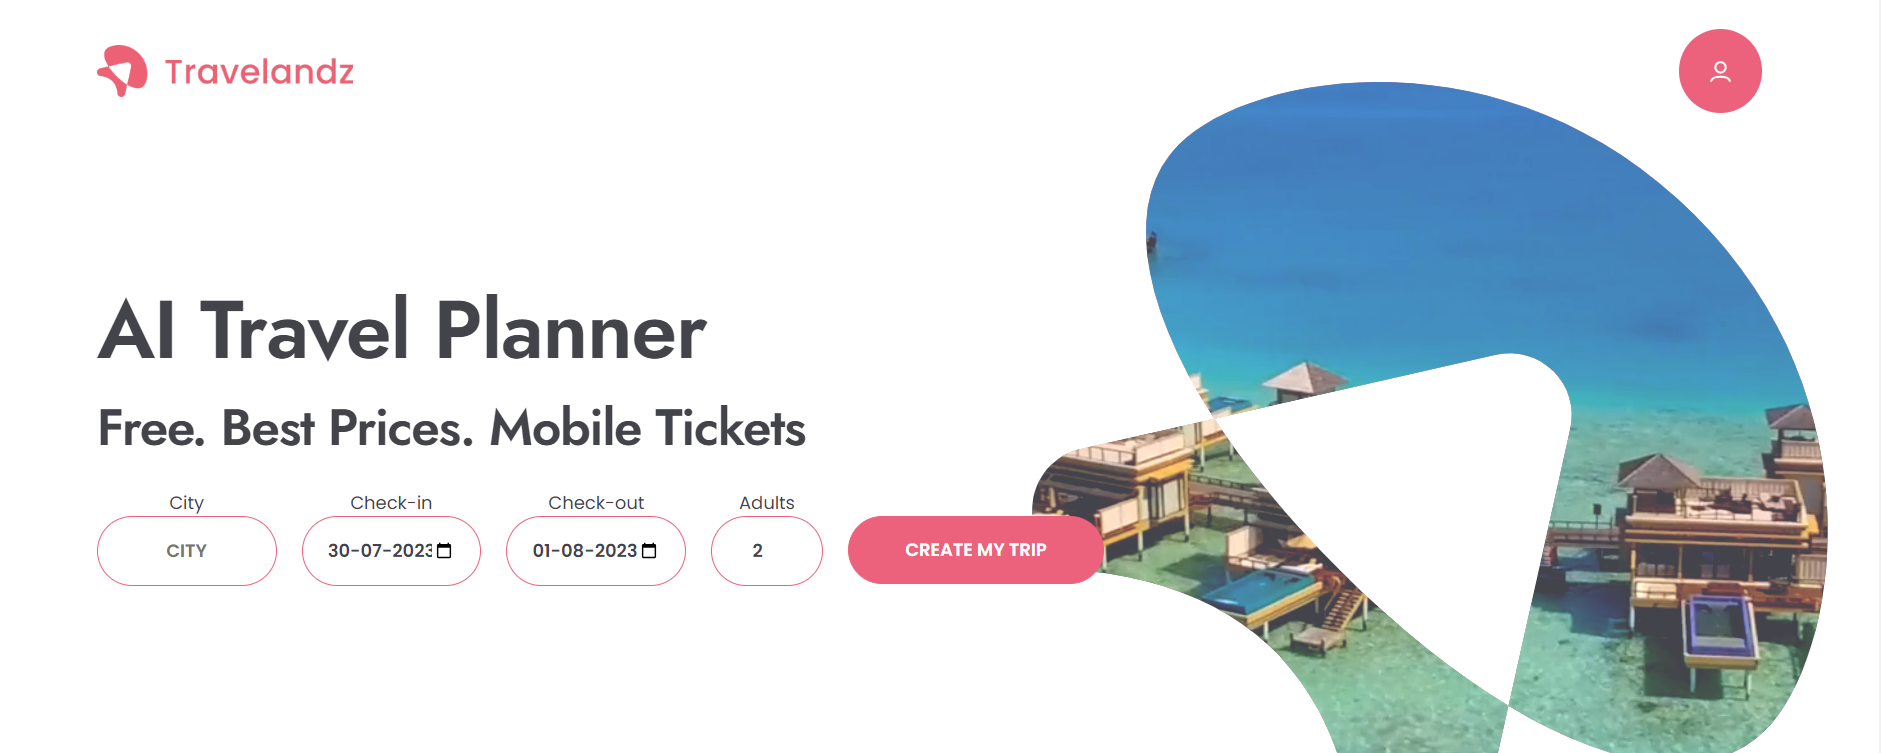 Travelandz
AI Travel Planner
Free. Best Prices. Mobile Tickets
City Check-in Check-out Adults
CITY 30-07-2023 01-08-2023 2 CREATE MY TRIP